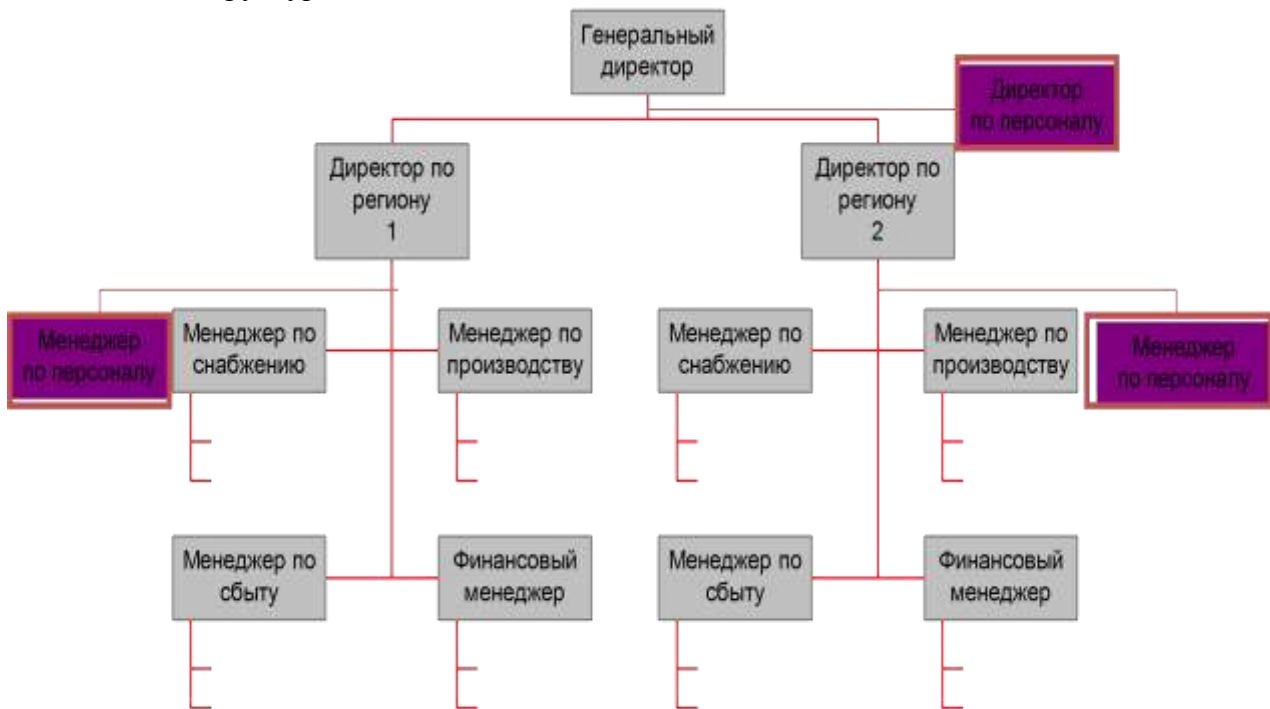 Генеральный
директор
Директор
по персоналу
Директор по
региону
1
Директор по
региону
2
Менеджер
по персоналу
Менеджер по
снабжению
Менеджер по
производству
Менеджер по
снабжению
Менеджер по
производству
Менеджер
по персоналу
Менеджер по
сбыту
Финансовый
менеджер
Менеджер по
сбыту
Финансовый
менеджер